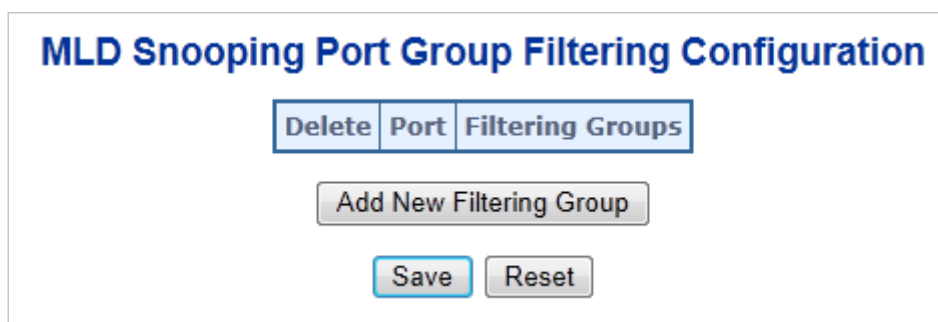 MLD Snooping Port Group Filtering Configuration
Delete Port Filtering Groups
Add New Filtering Group
Save Reset